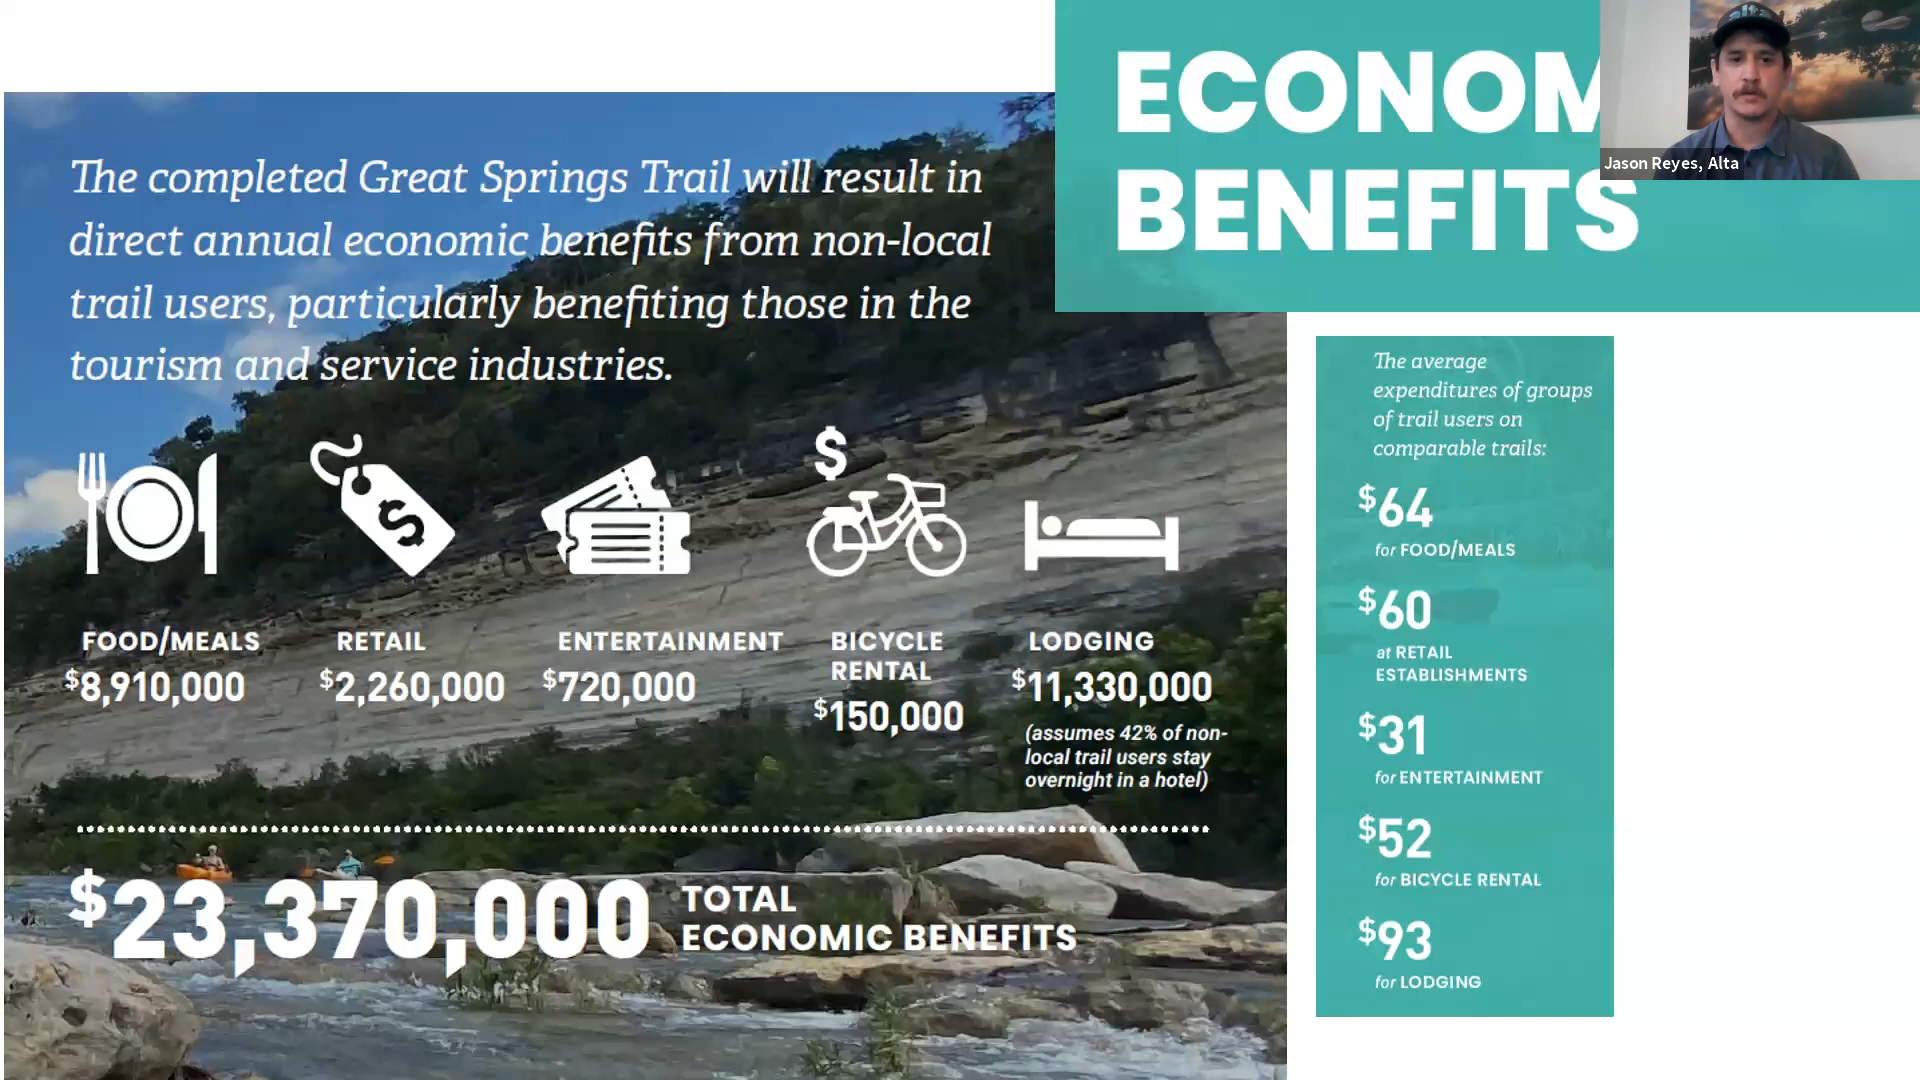 ECONOM
BENEFITS
alta
Jason Reyes, Alta
The completed Great Springs Trail will result in
direct annual economic benefits from non-local
trail users, particularly benefiting those in the
tourism and service industries.
$
FOOD/MEALS
$8,910,000
$
RETAIL
$2,260,000
ENTERTAINMENT
$720,000
BICYCLE
RENTAL
$150,000
LODGING
$11,330,000
(assumes 42% of non-
local trail users stay
overnight in a hotel)
$23,370,000
TOTAL
ECONOMIC BENEFITS
The average
expenditures of groups
of trail users on
comparable trails:
$64
for FOOD/MEALS
$60
at RETAIL
ESTABLISHMENTS
$31
for ENTERTAINMENT
$52
for BICYCLE RENTAL
$93
for LODGING